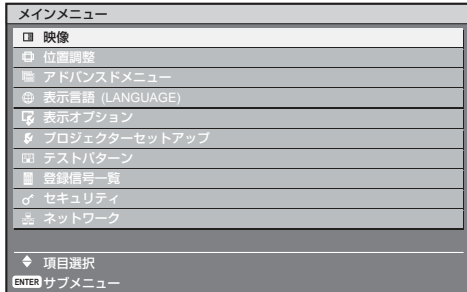 メインメニュー
映像
位置調整
アドバンスドメニュー
表示言語 (LANGUAGE)
表示オプション
プロジェクターセットアップ
テストパターン
登録信号一覧
セキュリティ
ネットワーク
項目選択
ENTER サブメニュー